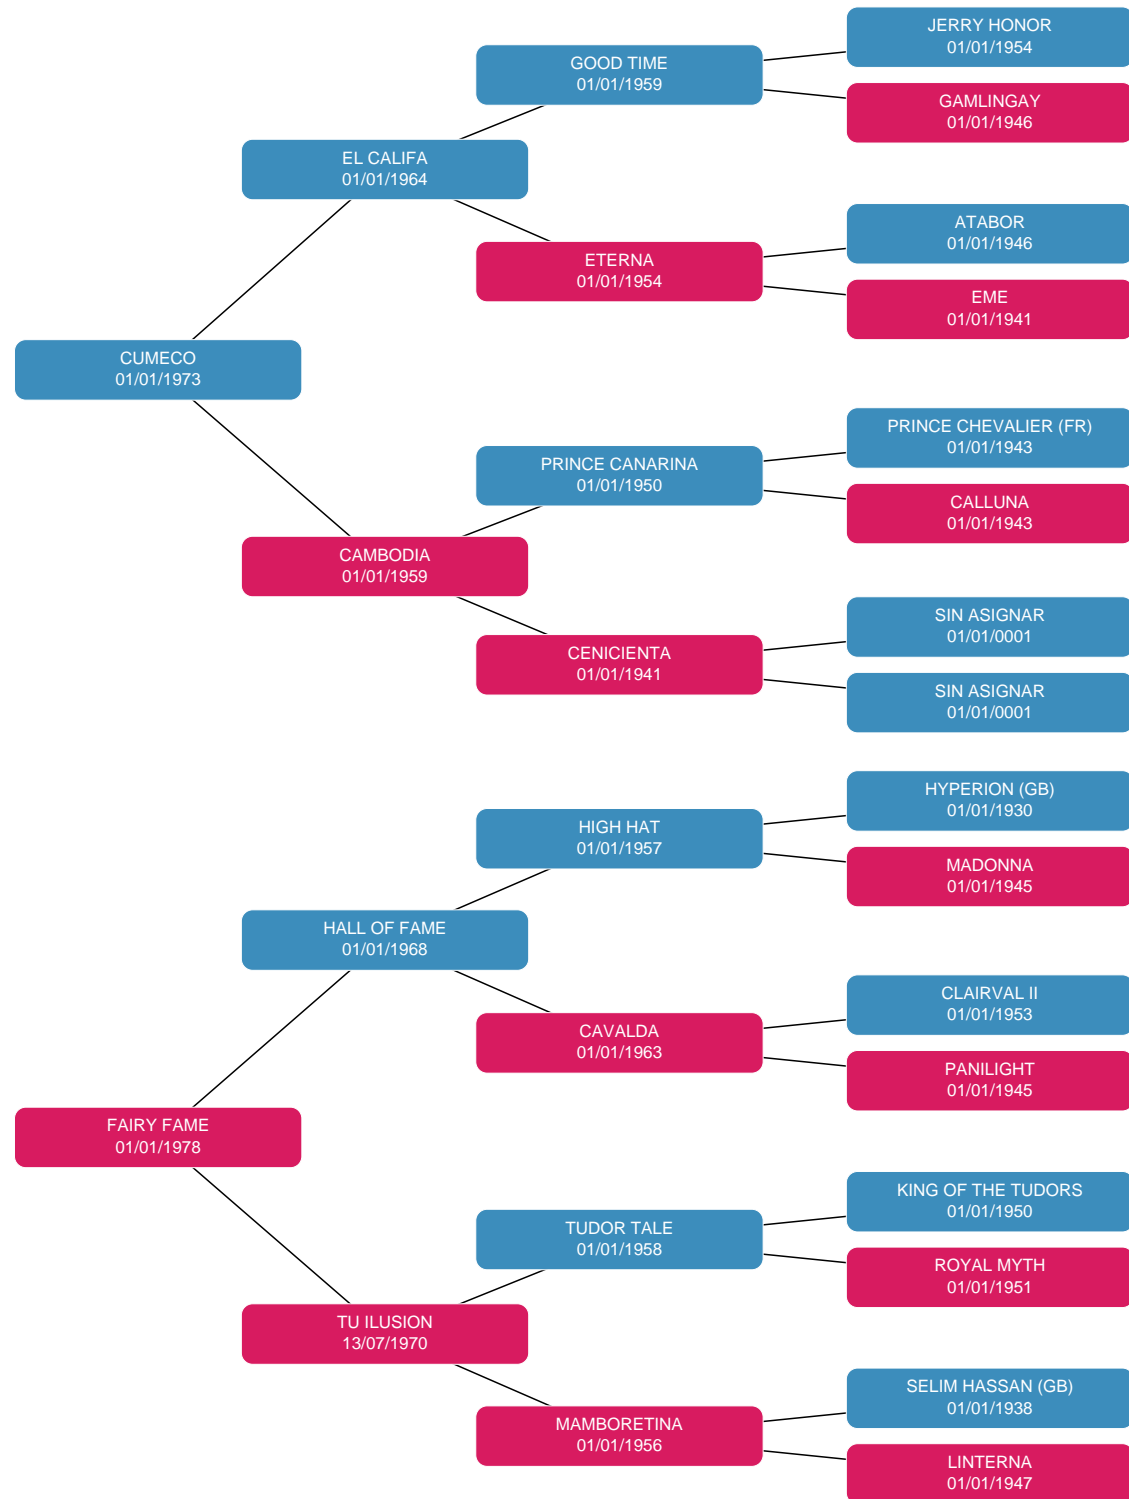 JERRY HONOR
01/01/1954
GOOD TIME
01/01/1959
GAMLINGAY
01/01/1946
EL CALIFA
01/01/1964
ATABOR
01/01/1946
ETERNA
01/01/1954
EME
01/01/1941
CUMECO
01/01/1973
PRINCE CHEVALIER (FR)
01/01/1943
PRINCE CANARINA
01/01/1950
CALLUNA
01/01/1943
CAMBODIA
01/01/1959
SIN ASIGNAR
01/01/0001
CENICIENTA
01/01/1941
SIN ASIGNAR
01/01/0001
HYPERION (GB)
01/01/1930
HIGH HAT
01/01/1957
MADONNA
01/01/1945
HALL OF FAME
01/01/1968
CLAIRVAL II
01/01/1953
CAVALDA
01/01/1963
PANILIGHT
01/01/1945
FAIRY FAME
01/01/1978
KING OF THE TUDORS
01/01/1950
TUDOR TALE
01/01/1958
ROYAL MYTH
01/01/1951
TU ILUSION
13/07/1970
SELIM HASSAN (GB)
01/01/1938
MAMBORETINA
01/01/1956
LINTERNA
01/01/1947